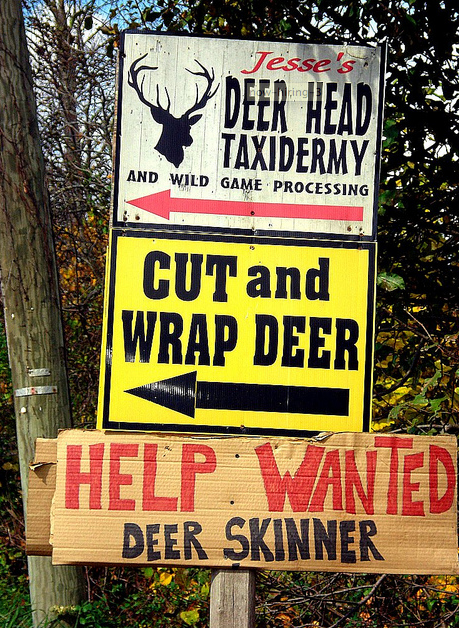 Jesse's
DEER HEAD
TAXIDERMY
AND WILD GAME PROCESSING
CUT and
WRAP DEER
HELP WANTED
DEER SKINNER